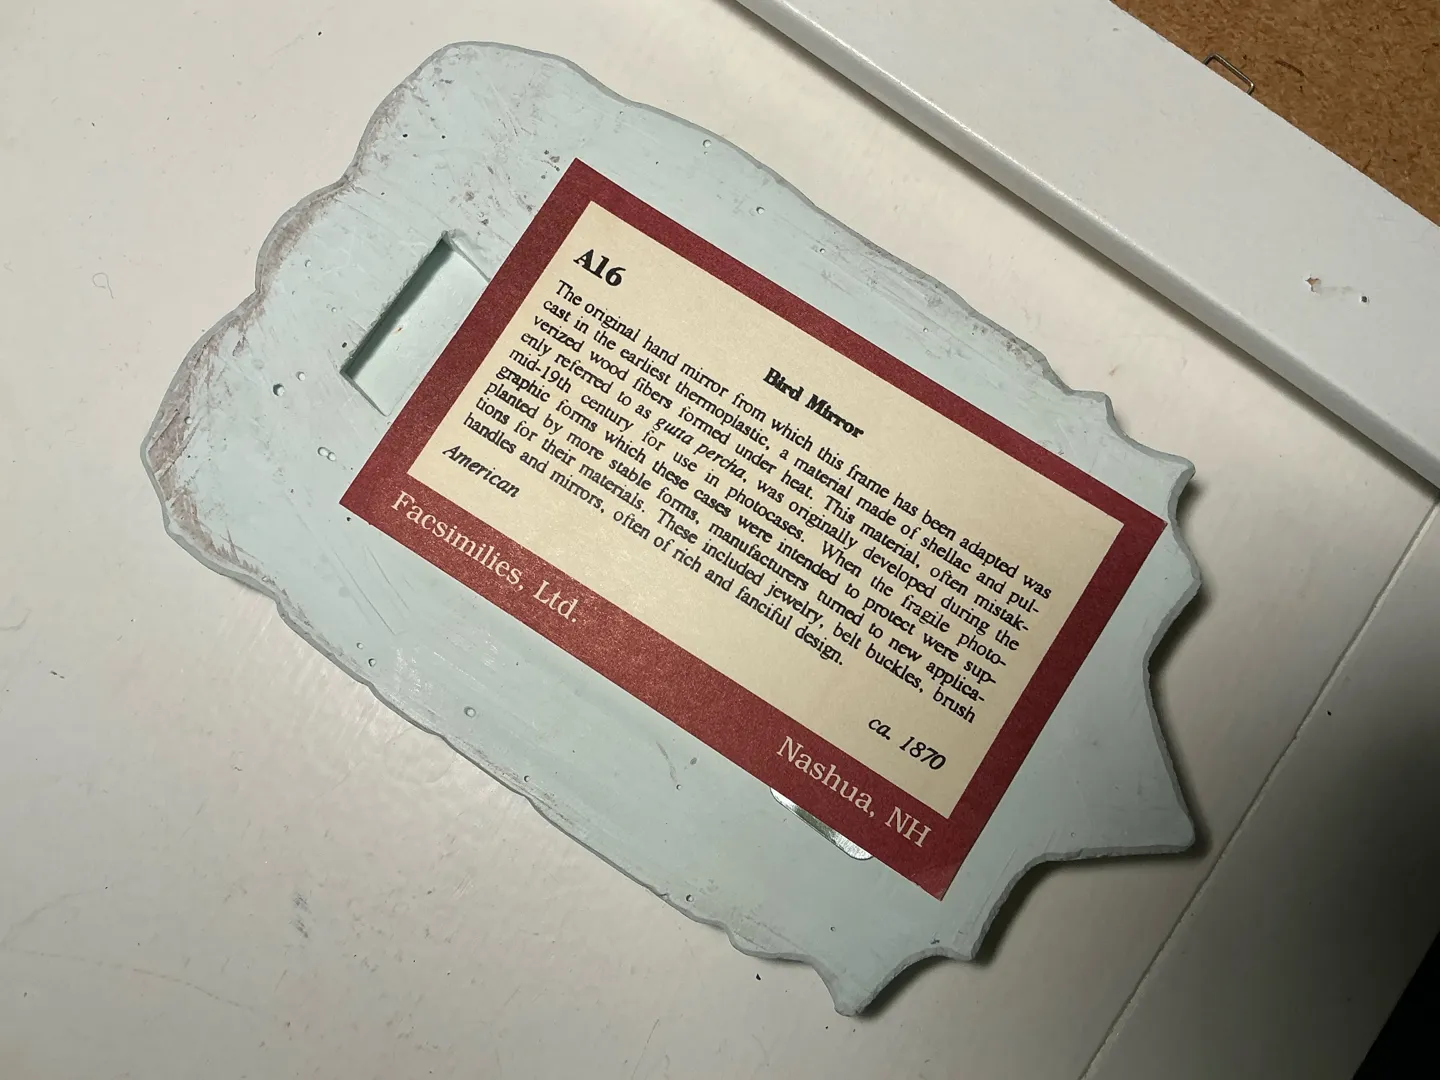 A16
Bird Mirror
The original hand mirror from which this frame has been adapted was
cast in the earliest thermoplastic, a material made of shellac and pul-
verized wood fibers formed under heat. This material, often mistak-
enly referred to as gutta percha, was originally developed during the
mid-19th century for use in photocases. When the fragile photo-
graphic forms which these cases were intended to protect were sup-
planted by more stable forms, manufacturers turned to new applica-
tions for their materials. These included jewelry, belt buckles, brush
handles and mirrors, often of rich and fanciful design.
American
ca. 1870
Facsimilies, Ltd.
Nashua, NH